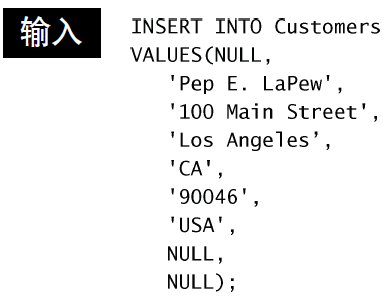 输入
INSERT INTO Customers
VALUES(NULL,
'Pep E. LaPew',
'100 Main Street',
'Los Angeles’,
'CA',
'90046',
'USA',
NULL,
NULL);